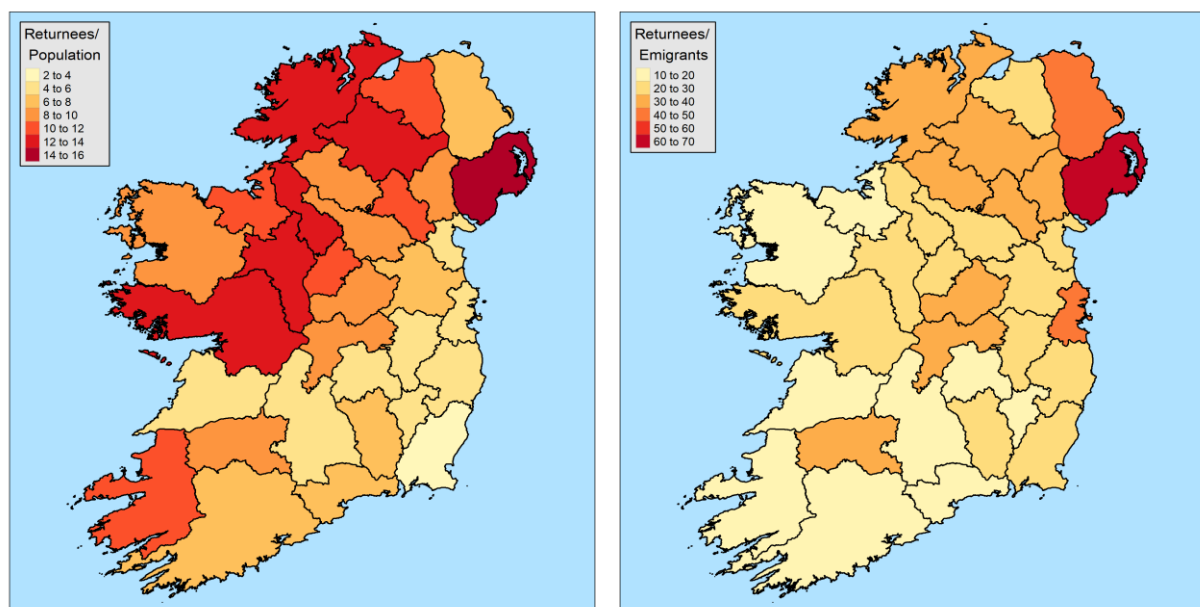 Returnees/
Population
2 to 4
4 to 6
6 to 8
8 to 10
10 to 12
12 to 14
14 to 16
Returnees/
Emigrants
10 to 20
20 to 30
30 to 40
40 to 50
50 to 60
60 to 70